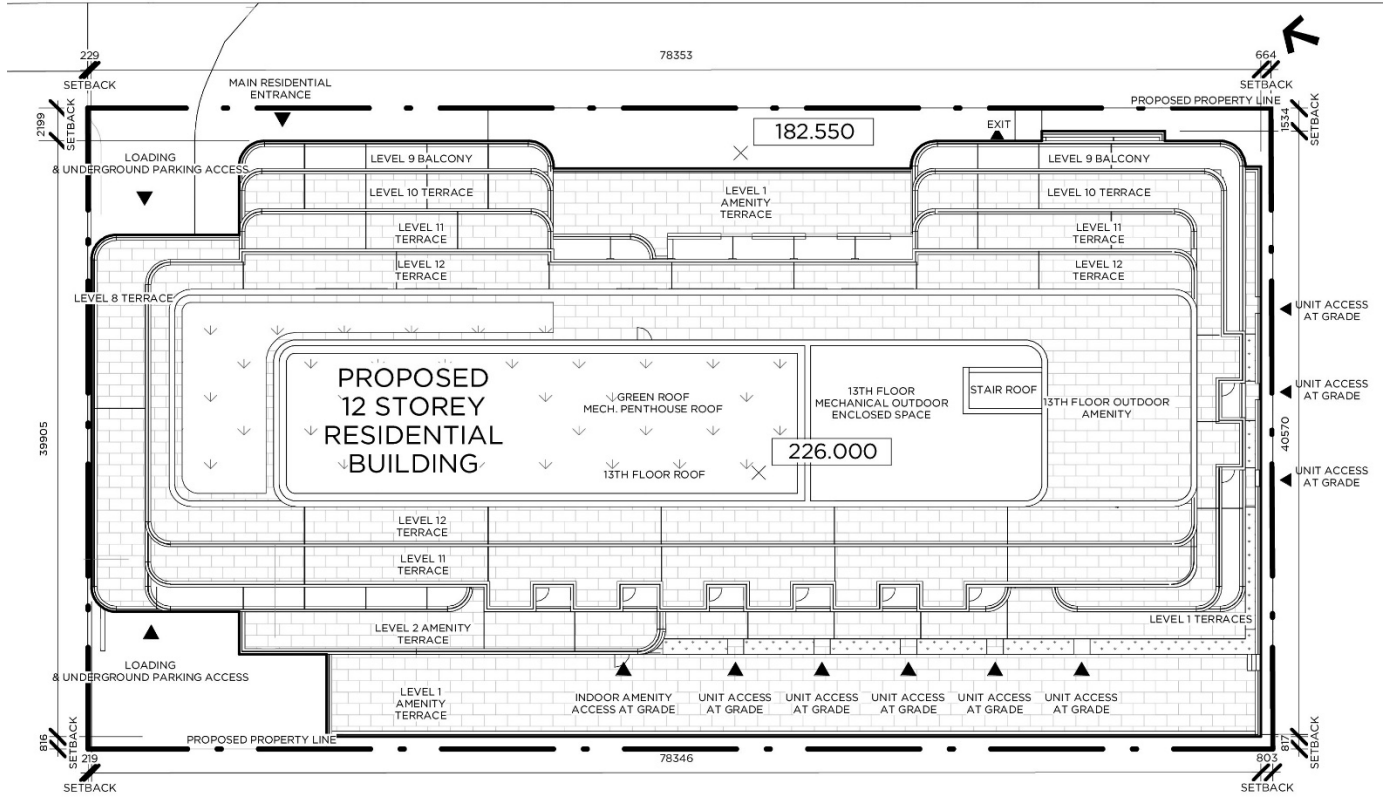 229
78353
664
SETBACK
SETBACK
MAIN RESIDENTIAL
ENTRANCE
PROPOSED PROPERTY LINE
2199
SETBACK
1534
SETBACK
182.550
EXIT
LOADING
& UNDERGROUND PARKING ACCESS
LEVEL 9 BALCONY
LEVEL 9 BALCONY
LEVEL 10 TERRACE
LEVEL 1
AMENITY
TERRACE
LEVEL 10 TERRACE
LEVEL 11
TERRACE
LEVEL 11
TERRACE
LEVEL 12
TERRACE
LEVEL 12
TERRACE
LEVEL 8 TERRACE
UNIT ACCESS
AT GRADE
PROPOSED
12 STOREY
RESIDENTIAL
BUILDING
GREEN ROOF
MECH. PENTHOUSE ROOF
13TH FLOOR
MECHANICAL OUTDOOR
ENCLOSED SPACE
STAIR ROOF
13TH FLOOR OUTDOOR
AMENITY
UNIT ACCESS
AT GRADE
39905
40570
226.000
13TH FLOOR ROOF
UNIT ACCESS
AT GRADE
LEVEL 12
TERRACE
LEVEL 11
TERRACE
LEVEL 2 AMENITY
TERRACE
LEVEL 1 TERRACES
LOADING
& UNDERGROUND PARKING ACCESS
LEVEL 1
AMENITY
TERRACE
INDOOR AMENITY
ACCESS AT GRADE
UNIT ACCESS
AT GRADE
UNIT ACCESS
AT GRADE
UNIT ACCESS
AT GRADE
UNIT ACCESS
AT GRADE
UNIT ACCESS
AT GRADE
816
SETBACK
PROPOSED PROPERTY LINE
817
SETBACK
219
78346
803
SETBACK
SETBACK